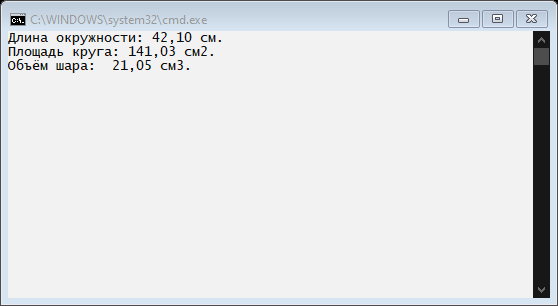 C:\WINDOWS\system32\cmd.exe
Длина окружности: 42,10 см.
Площадь круга: 141,03 см2.
Объём шара:  21,05 см3.